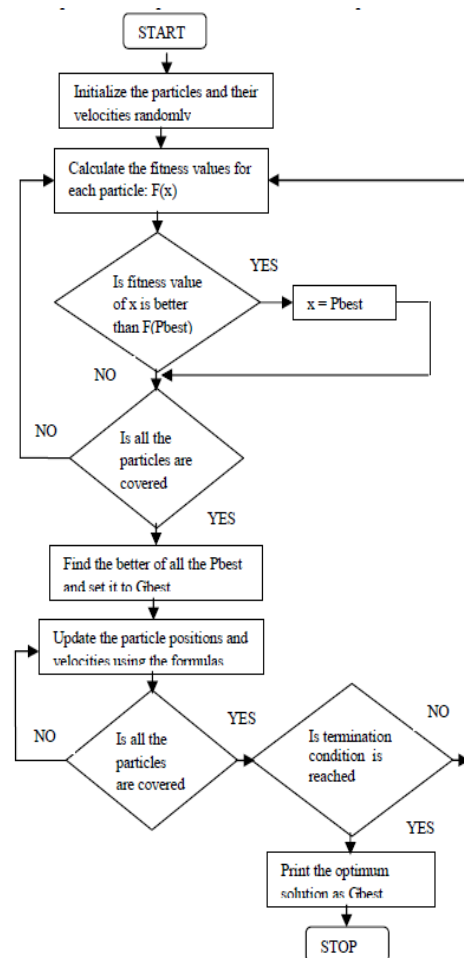 START
Initialize the particles and their
velocities randomly
Calculate the fitness values for
each particle: F(x)
Is fitness value
of x is better
than F(Pbest)
YES
x = Pbest
NO
NO
Is all the
particles are
covered
YES
Find the better of all the Pbest
and set it to Gbest
Update the particle positions and
velocities using the formulas
NO
Is all the
particles
are covered
YES
Is termination
condition is
reached
NO
YES
Print the optimum
solution as Gbest
STOP